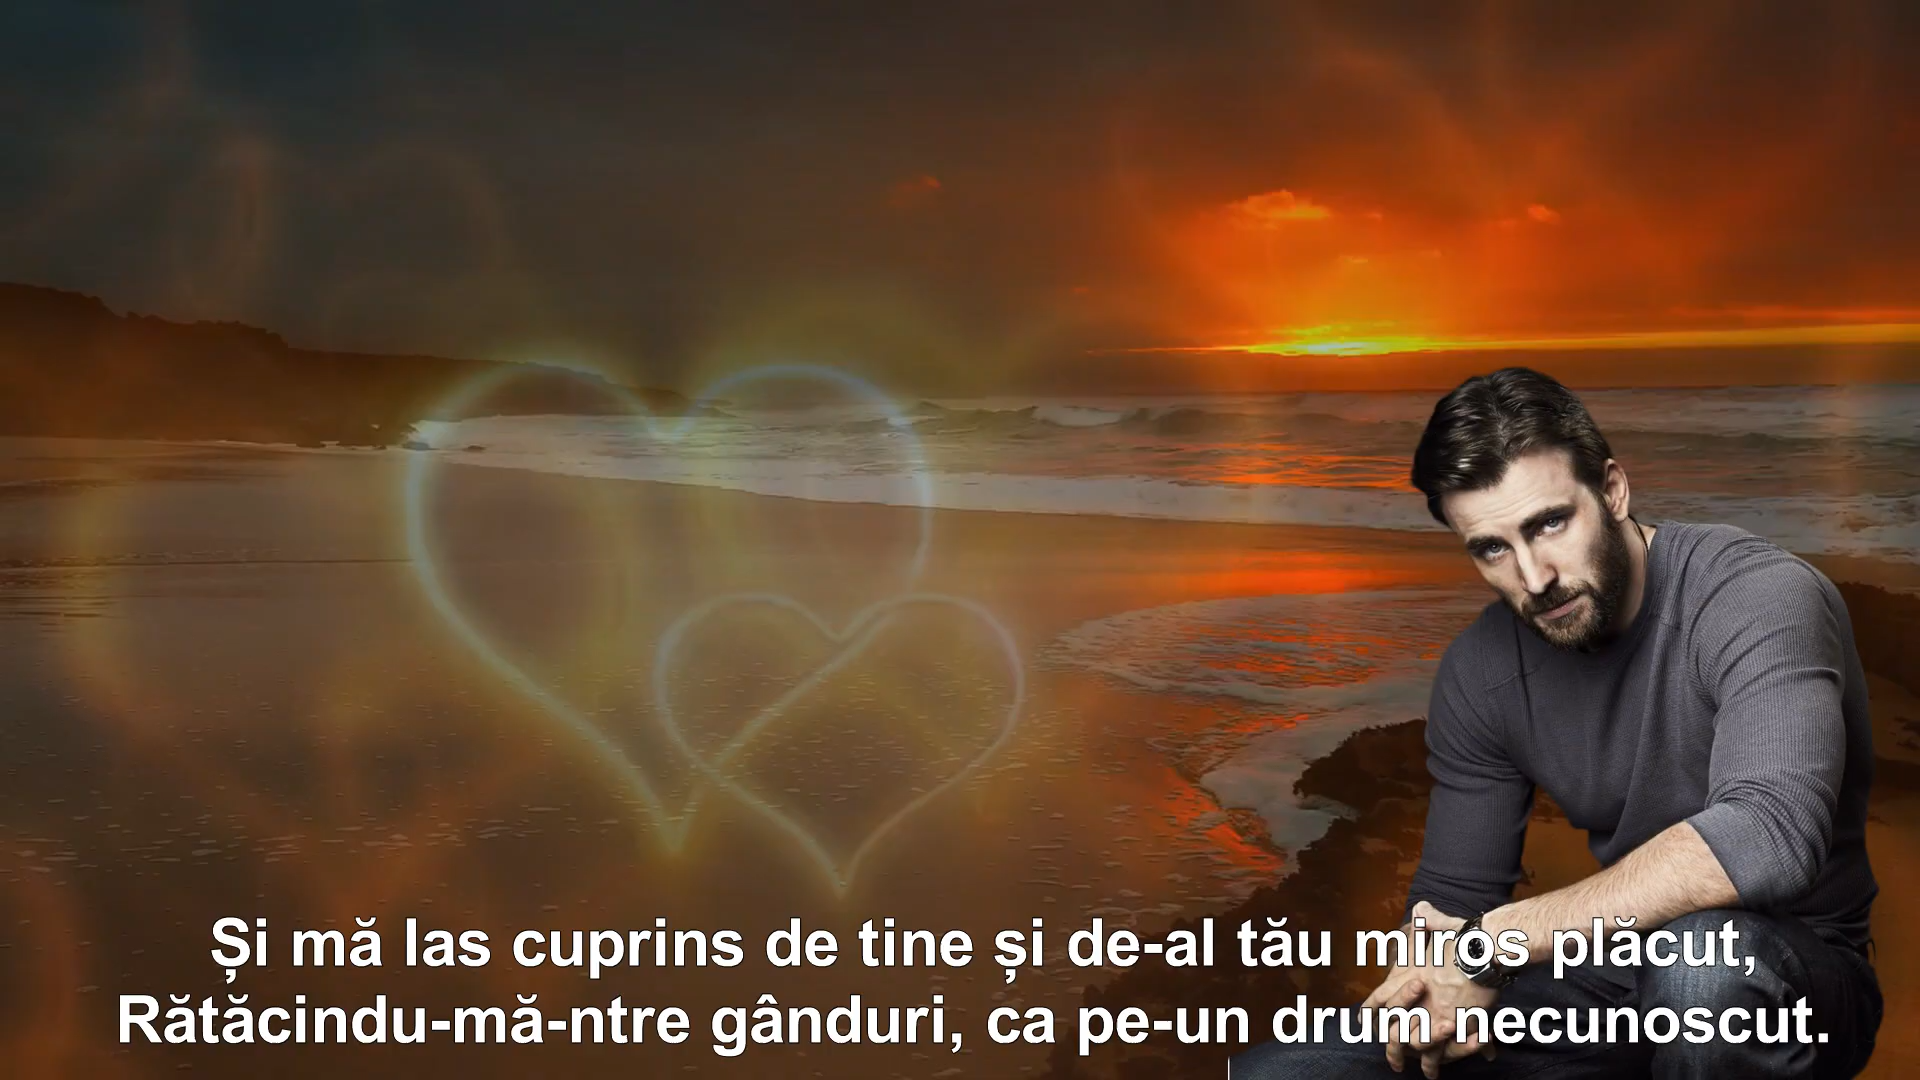 Și mă las cuprins de tine și de-al tău miros plăcut,
Rătăcindu-mă-ntre gânduri, ca pe-un drum necunoscut.